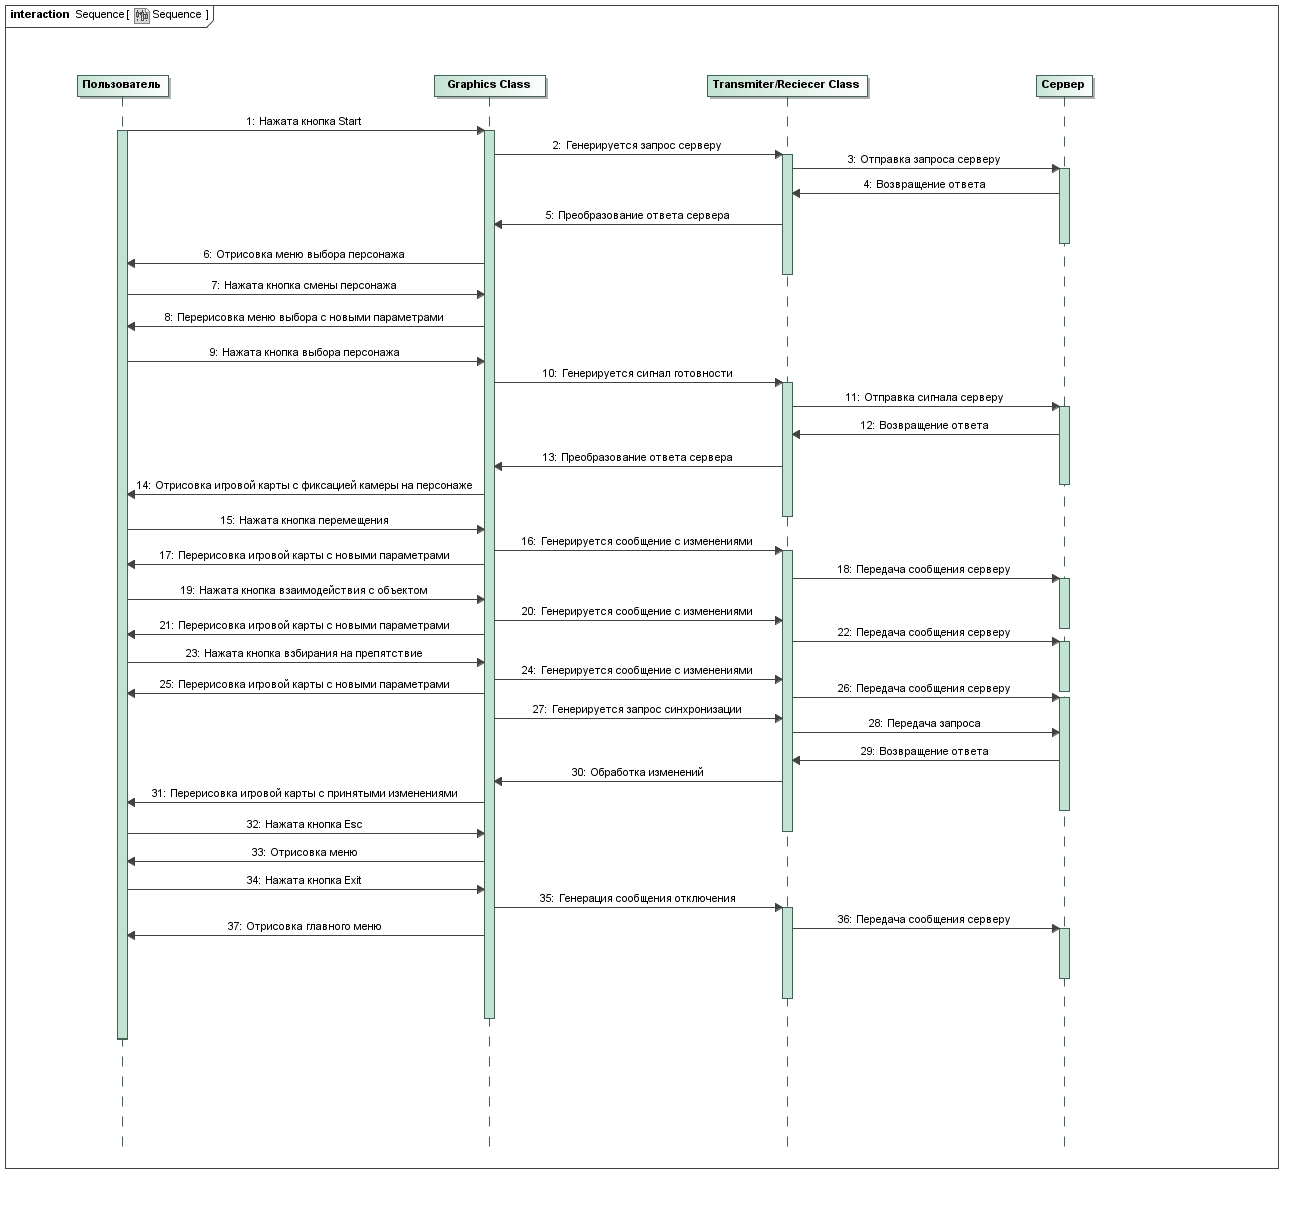 interaction Sequence [ Sequence ]
Пользователь
Graphics Class
Transmiter/Reciecer Class
Сервер
1: Нажата кнопка Start
2: Генерируется запрос серверу
3: Отправка запроса серверу
4: Возвращение ответа
5: Преобразование ответа сервера
6: Отрисовка меню выбора персонажа
7: Нажата кнопка смены персонажа
8: Перерисовка меню выбора с новыми параметрами
9: Нажата кнопка выбора персонажа
10: Генерируется сигнал готовности
11: Отправка сигнала серверу
12: Возвращение ответа
13: Преобразование ответа сервера
14: Отрисовка игровой карты с фиксацией камеры на персонаже
15: Нажата кнопка перемещения
16: Генерируется сообщение с изменениями
17: Перерисовка игровой карты с новыми параметрами
18: Передача сообщения серверу
19: Нажата кнопка взаимодействия с объектом
20: Генерируется сообщение с изменениями
21: Перерисовка игровой карты с новыми параметрами
22: Передача сообщения серверу
23: Нажата кнопка взбирания на препятствие
24: Генерируется сообщение с изменениями
25: Перерисовка игровой карты с новыми параметрами
26: Передача сообщения серверу
27: Генерируется запрос синхронизации
28: Передача запроса
29: Возвращение ответа
30: Обработка изменений
31: Перерисовка игровой карты с принятыми изменениями
32: Нажата кнопка Esc
33: Отрисовка меню
34: Нажата кнопка Exit
35: Генерация сообщения отключения
36: Передача сообщения серверу
37: Отрисовка главного меню